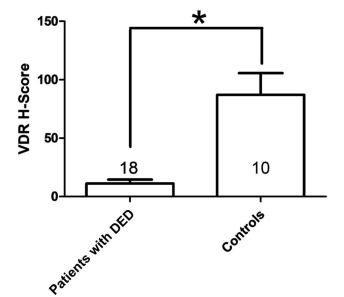 *
150
100
50
0
VDR H-Score
18
10
Patients with DED
Controls